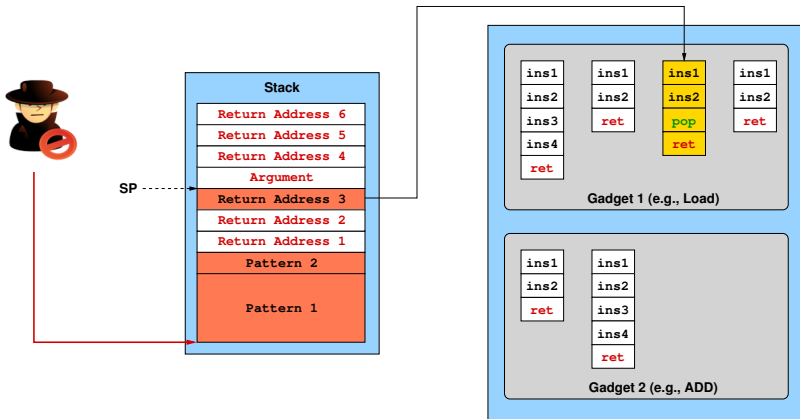 Stack
Return Address 6
Return Address 5
Return Address 4
Argument
SP
Return Address 3
Return Address 2
Return Address 1
Pattern 2
Pattern 1
ins1
ins2
ins3
ins4
ret
ins1
ins2
ret
ins1
ins2
pop
ret
ins1
ins2
ret
Gadget 1 (e.g., Load)
ins1
ins2
ret
ins1
ins2
ins3
ins4
ret
Gadget 2 (e.g., ADD)